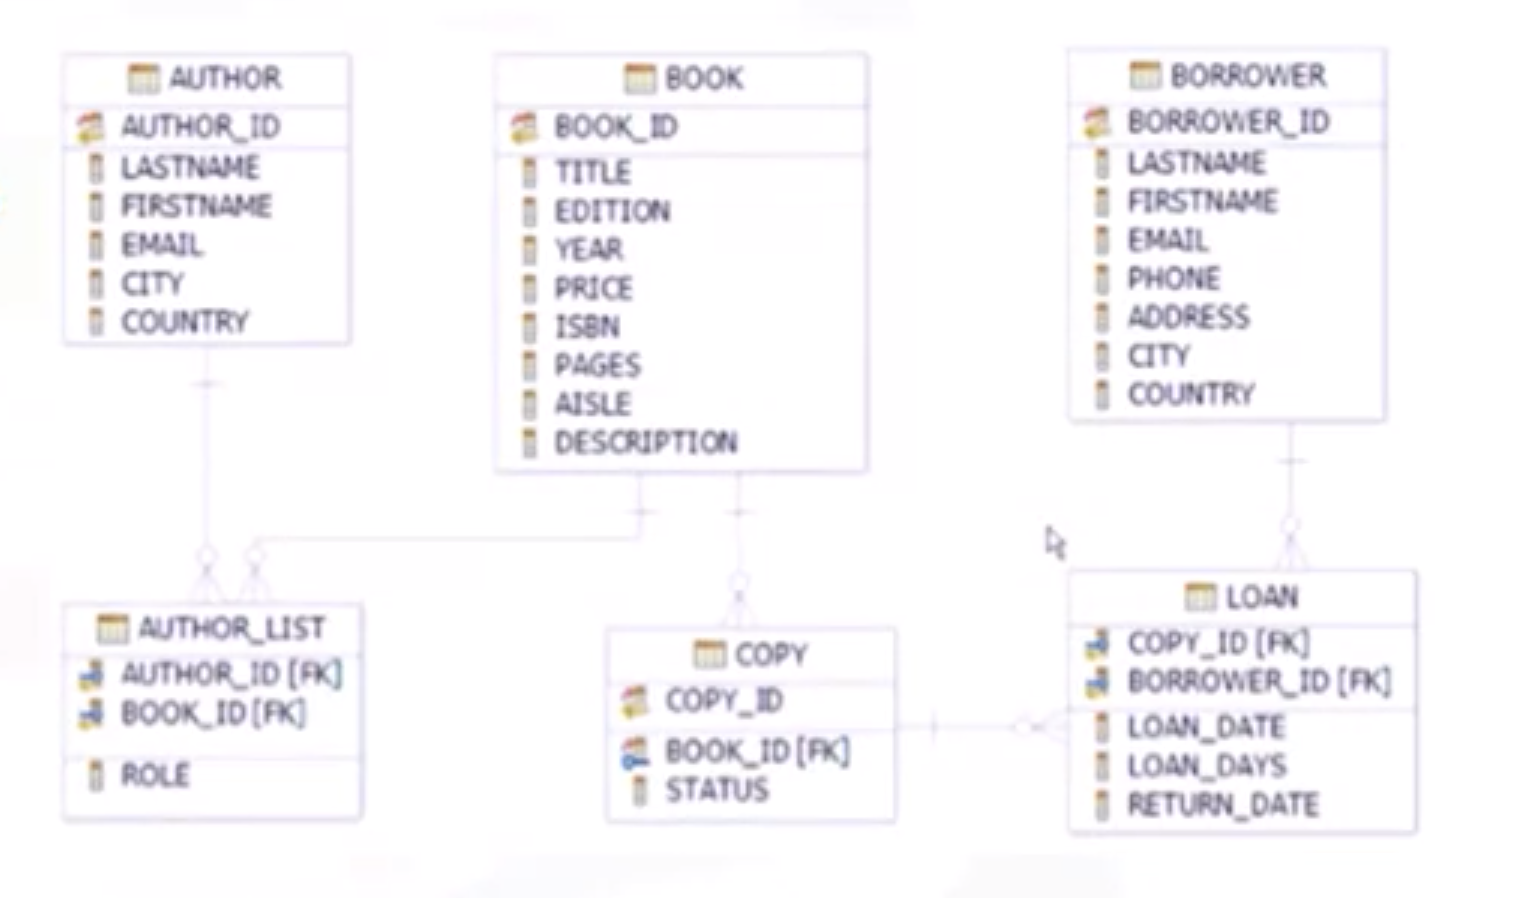 AUTHOR
AUTHOR_ID
LASTNAME
FIRSTNAME
EMAIL
CITY
COUNTRY
BOOK
BOOK_ID
TITLE
EDITION
YEAR
PRICE
ISBN
PAGES
AISLE
DESCRIPTION
BORROWER
BORROWER_ID
LASTNAME
FIRSTNAME
EMAIL
PHONE
ADDRESS
CITY
COUNTRY
AUTHOR_LIST
AUTHOR_ID [FK]
BOOK_ID [FK]
ROLE
COPY
COPY_ID
BOOK_ID [FK]
STATUS
LOAN
COPY_ID [FK]
BORROWER_ID [FK]
LOAN_DATE
LOAN_DAYS
RETURN_DATE